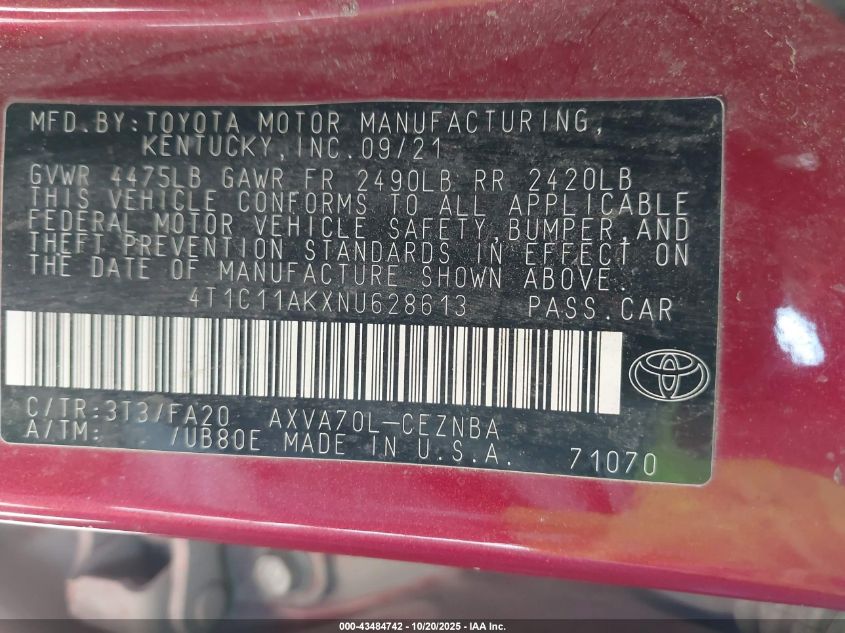 MFD.BY:TOYOTA MOTOR MANUFACTURING,
KENTUCKY,INC.09/21
GVWR 4475LB GAWR FR 2490LB RR 2420LB
THIS VEHICLE CONFORMS TO ALL APPLICABLE
FEDERAL MOTOR VEHICLE SAFETY,BUMPER,AND
THEFT PREVENTION STANDARDS IN EFFECT ON
THE DATE OF MANUFACTURE SHOWN ABOVE.
4T1C11AKXNU628613 PASS.CAR
C/TR:3T3/FA20 AXVA70L-CEZNBA
A/TM: /UB80E MADE IN U.S.A. 71070
000-43484742 - 10/20/2025 - IAA Inc.